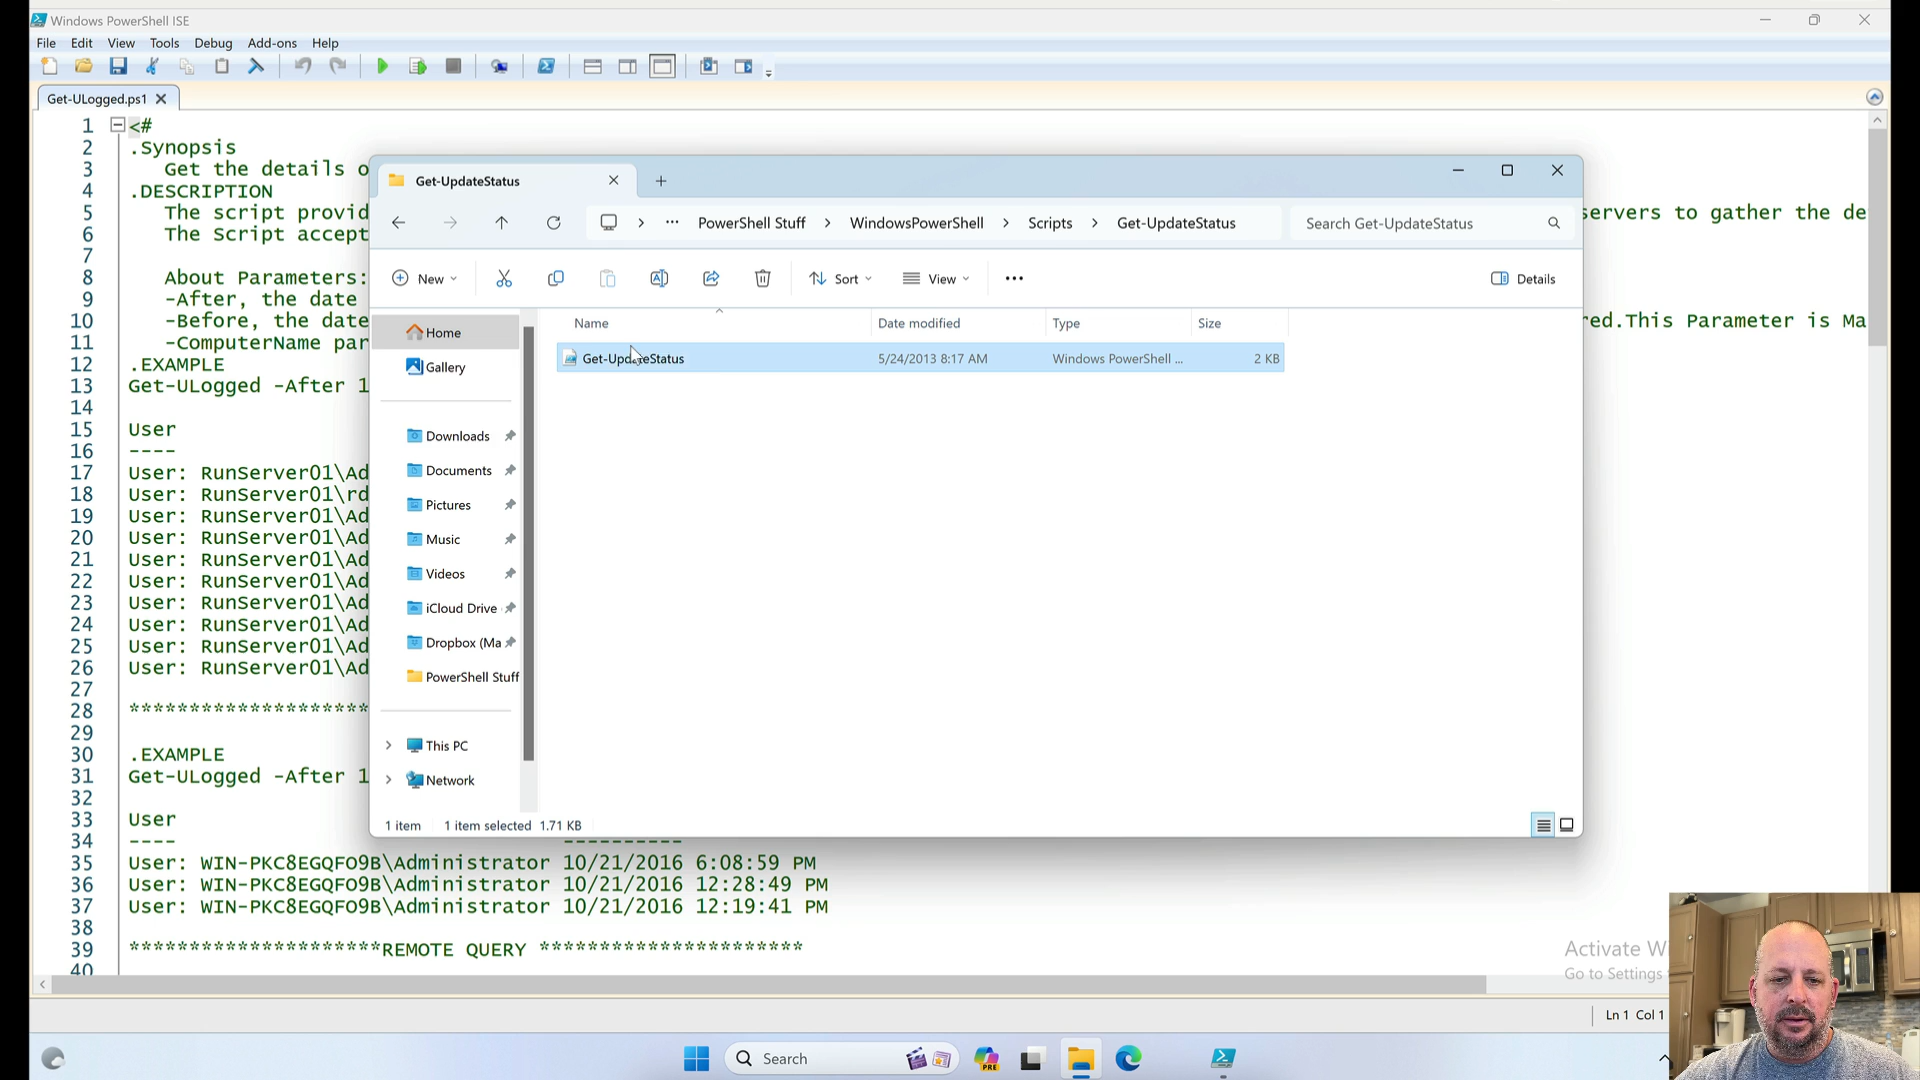 Windows PowerShell ISE
File Edit View Tools Debug Add-ons Help
Get-ULogged.ps1
1 <#
2 .Synopsis
3 Get the details o
4 .DESCRIPTION
5 The script provid
servers to gather the de
6 The Script accept
7
8 About Parameters:
9 -After, the date
10 -Before, the date
red.This Parameter is Ma
11 -ComputerName par
12 .EXAMPLE
13 Get-ULogged -After 1
14
15 User
16 ----
17 User: RunServer01\Ad
18 User: RunServer01\rd
19 User: RunServer01\Ad
20 User: RunServer01\Ad
21 User: RunServer01\Ad
22 User: RunServer01\Ad
23 User: RunServer01\Ad
24 User: RunServer01\Ad
25 User: RunServer01\Ad
26 User: RunServer01\Ad
27
28 ********************
29
30 .EXAMPLE
31 Get-ULogged -After 1
32
33 User
34 ---- ----------
35 User: WIN-PKC8EGQFO9B\Administrator 10/21/2016 6:08:59 PM
36 User: WIN-PKC8EGQFO9B\Administrator 10/21/2016 12:28:49 PM
37 User: WIN-PKC8EGQFO9B\Administrator 10/21/2016 12:19:41 PM
38
39 *********************REMOTE QUERY **********************
40
Get-UpdateStatus
PowerShell Stuff > WindowsPowerShell > Scripts > Get-UpdateStatus
Search Get-UpdateStatus
New Sort View Details
Name Date modified Type Size
Get-UpdateStatus 5/24/2013 8:17 AM Windows PowerShell ... 2 KB
Home
Gallery
Downloads
Documents
Pictures
Music
Videos
iCloud Drive
Dropbox (Ma
PowerShell Stuff
This PC
Network
1 item 1 item selected 1.71 KB
Activate Wi
Go to Settings
Ln 1 Col 1
Search
PRE